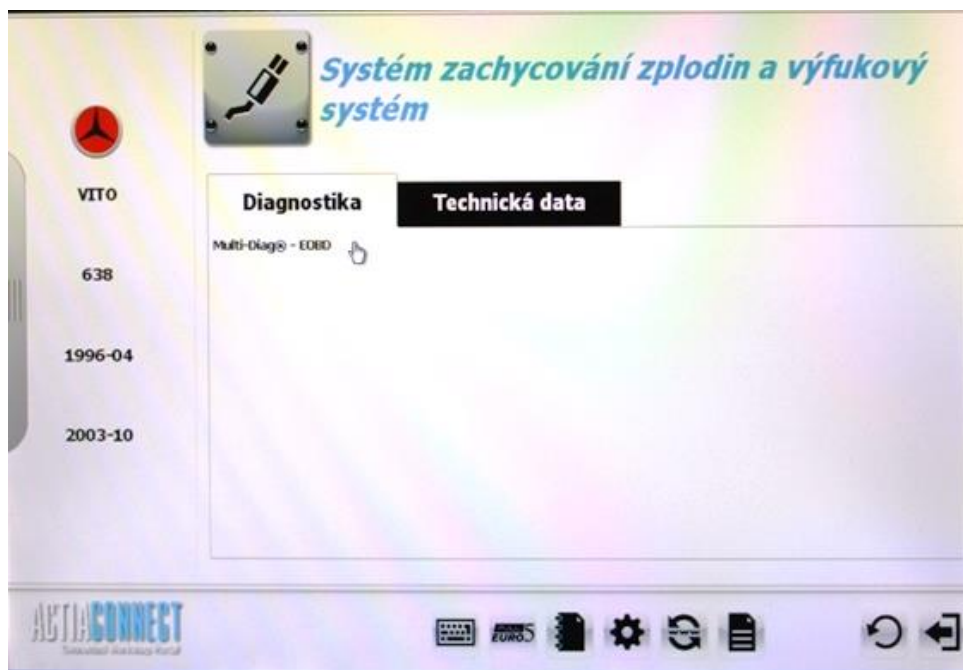 Systém zachycování zplodin a výfukový
systém
VITO
638
1996-04
2003-10
Diagnostika
Technická data
Multi-Diag® - EOBD
ACTIACONNECT
EURO5